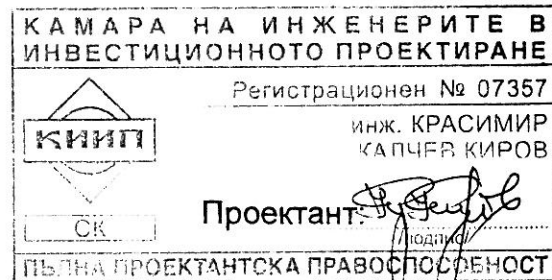 КАМАРА НА ИНЖЕНЕРИТЕ В
ИНВЕСТИЦИОННОТО ПРОЕКТИРАНЕ
Регистрационен № 07357
КИИП
инж. КРАСИМИР
КАПЧЕВ КИРОВ
СК
Проектант:
/подпис/
ПЪЛНА ПРОЕКТАНТСКА ПРАВОСПОСОБНОСТ